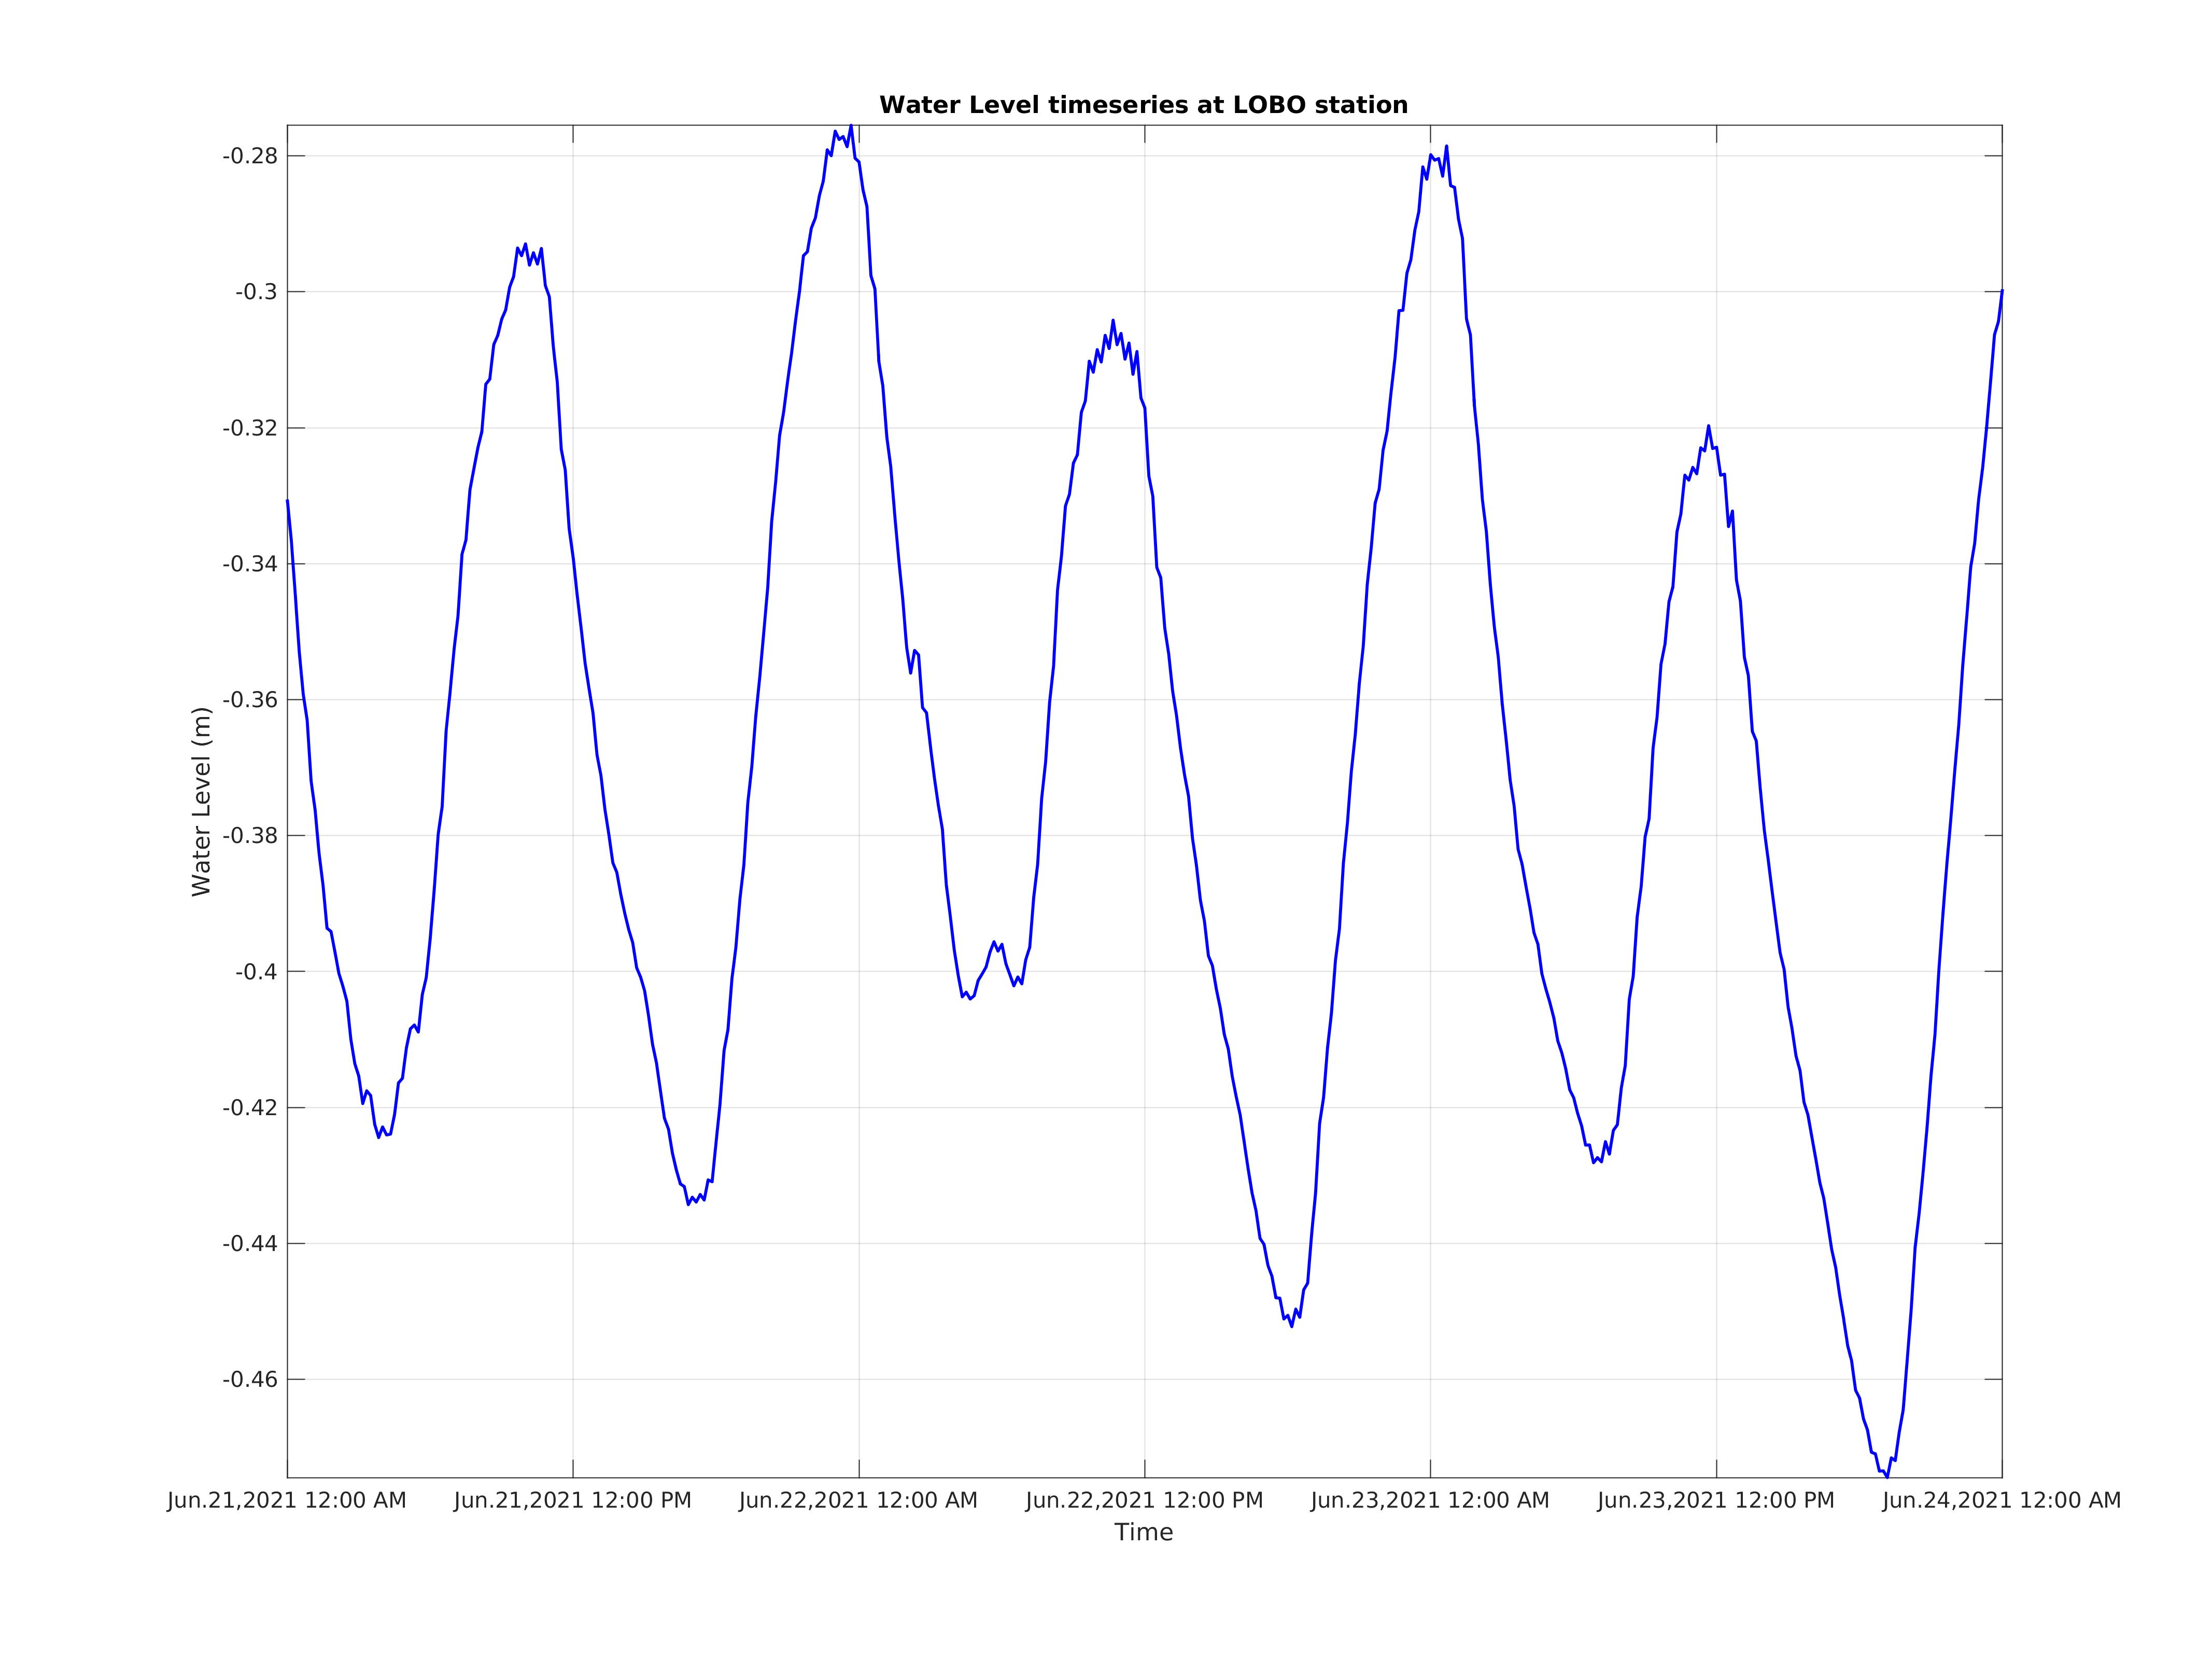 Water Level timeseries at LOBO station
-0.28
-0.3
-0.32
-0.34
-0.36
-0.38
-0.4
-0.42
-0.44
-0.46
Water Level (m)
Jun.21,2021 12:00 AM
Jun.21,2021 12:00 PM
Jun.22,2021 12:00 AM
Jun.22,2021 12:00 PM
Jun.23,2021 12:00 AM
Jun.23,2021 12:00 PM
Jun.24,2021 12:00 AM
Time